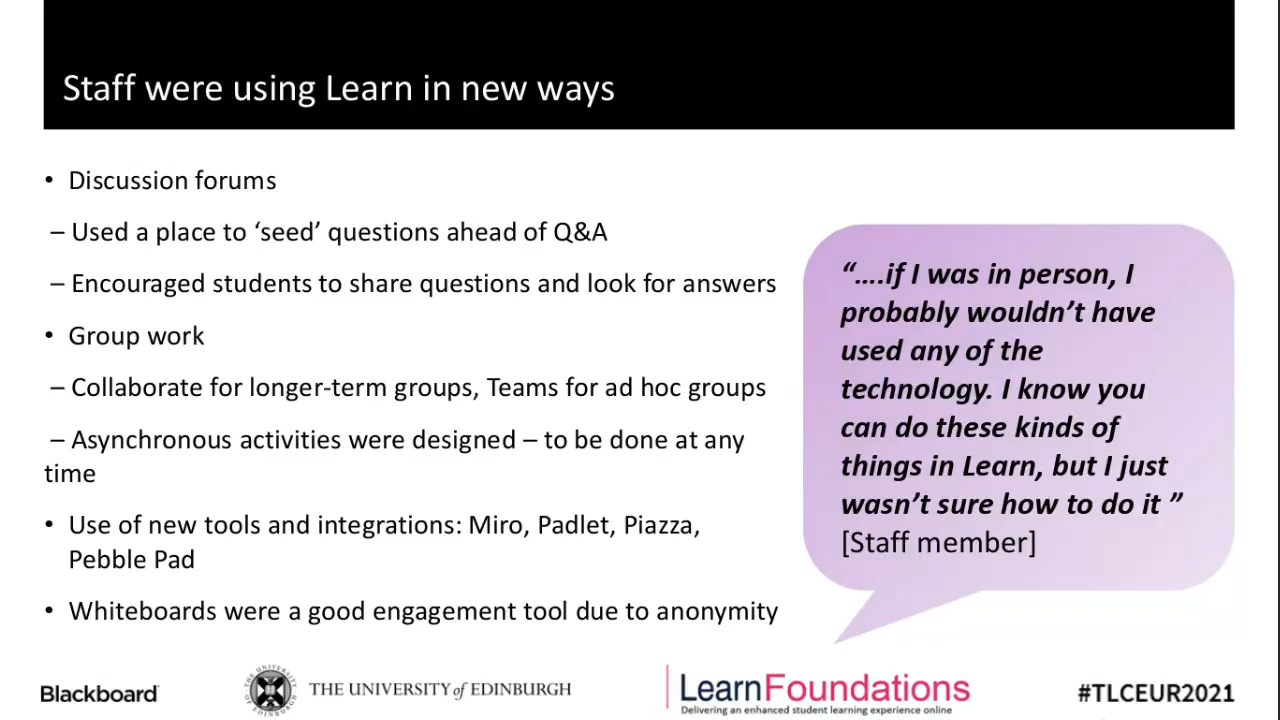 Staff were using Learn in new ways
• Discussion forums
– Used a place to ‘seed’ questions ahead of Q&A
– Encouraged students to share questions and look for answers
• Group work
– Collaborate for longer-term groups, Teams for ad hoc groups
– Asynchronous activities were designed – to be done at any
time
• Use of new tools and integrations: Miro, Padlet, Piazza,
Pebble Pad
• Whiteboards were a good engagement tool due to anonymity
“....if I was in person, I
probably wouldn’t have
used any of the
technology. I know you
can do these kinds of
things in Learn, but I just
wasn’t sure how to do it ”
[Staff member]
Blackboard
THE UNIVERSITY of EDINBURGH
THE UNIVERSITY of EDINBURGH
LearnFoundations
Delivering an enhanced student learning experience online
#TLCEUR2021